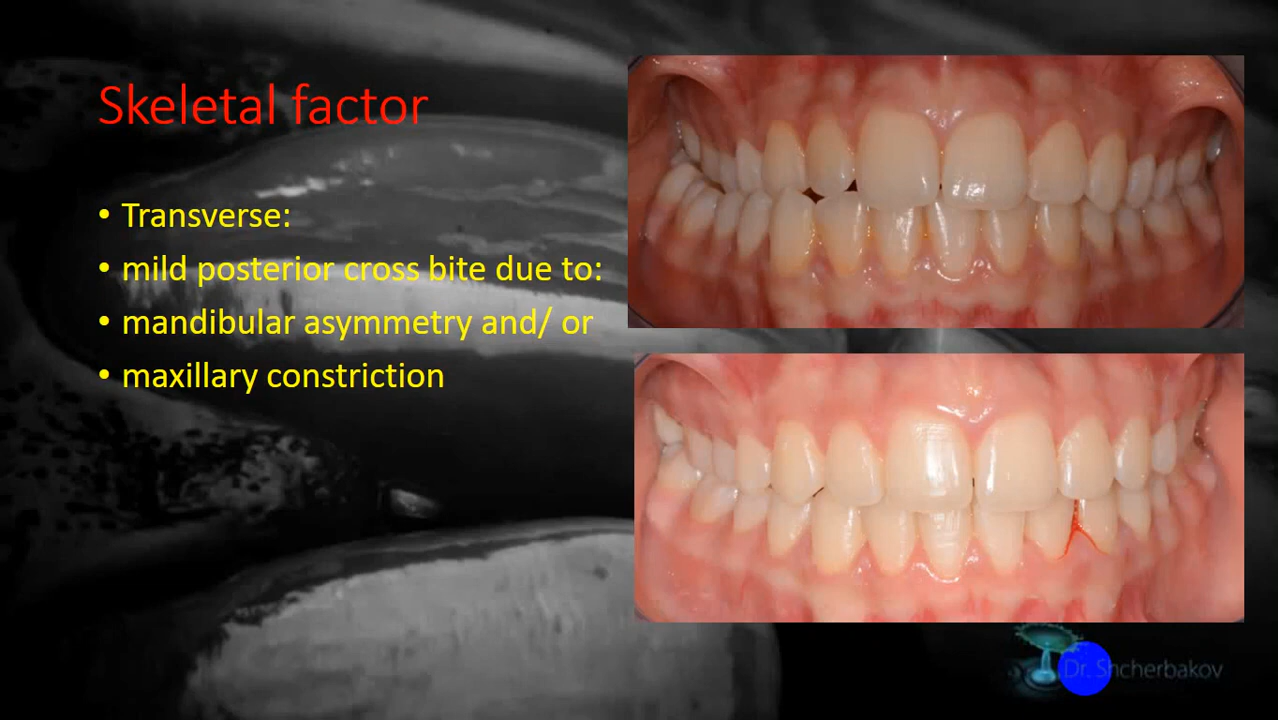 Skeletal factor
• Transverse:
• mild posterior cross bite due to:
• mandibular asymmetry and/ or
• maxillary constriction
Dr. Shcherbakov